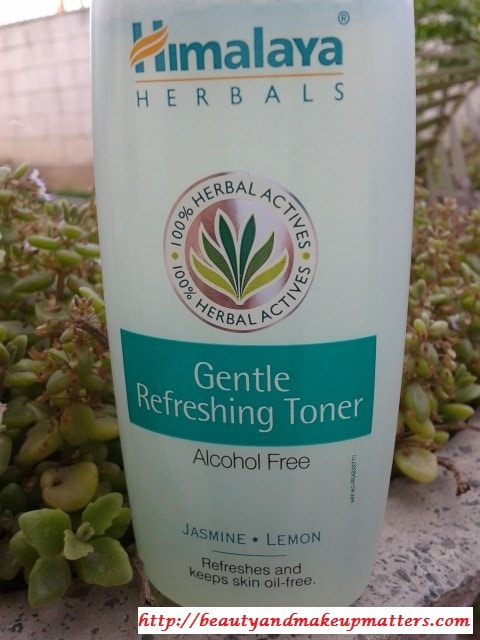 Himalaya®
HERBALS
100% HERBAL ACTIVES
100% HERBAL ACTIVES
Gentle
Refreshing Toner
Alcohol Free
JASMINE • LEMON
Refreshes and
keeps skin oil-free.
http://beautyandmakeupmatters.com/